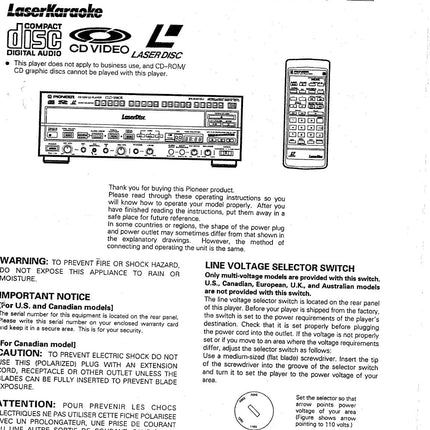 LaserKaraoke
COMPACT
disc
DIGITAL AUDIO
CD VIDEO
LASERDISC
• This player does not apply to business use, and CD-ROM/
CD graphic discs cannot be played with this player.
PIONEER
LaserDisc
Thank you for buying this Pioneer product.
Please read through these operating instructions so you
will know how to operate your model properly. After you
have finished reading the instructions, put them away in a
safe place for future reference.
In some countries or regions, the shape of the power plug
and power outlet may sometimes differ from that shown in
the explanatory drawings. However, the method of
connecting and operating the unit is the same.
WARNING: TO PREVENT FIRE OR SHOCK HAZARD,
DO NOT EXPOSE THIS APPLIANCE TO RAIN OR
MOISTURE.
IMPORTANT NOTICE
[For U.S. and Canadian models]
The serial number for this equipment is located on the rear panel.
Please write this serial number on your enclosed warranty card
and keep it in a secure area. This is for your security.
[For Canadian model]
CAUTION: TO PREVENT ELECTRIC SHOCK DO NOT
USE THIS (POLARIZED) PLUG WITH AN EXTENSION
CORD, RECEPTACLE OR OTHER OUTLET UNLESS THE
BLADES CAN BE FULLY INSERTED TO PREVENT BLADE
EXPOSURE.
ATTENTION: POUR PREVENIR LES CHOCS
ELECTRIQUES NE PAS UTILISER CETTE FICHE POLARISEE
AVEC UN PROLONGATEUR, UNE PRISE DE COURANT
OU UNE AUTRE SORTIE DE COURANT
LINE VOLTAGE SELECTOR SWITCH
Only multi-voltage models are provided with this switch.
U.S., Canadian, European, U.K., and Australian models
are not provided with this switch.
The line voltage selector switch is located on the rear panel
of this player. Before your player is shipped from the factory,
the switch is set to the power requirements of the player's
destination. Check that it is set properly before plugging
the power cord into the outlet. If the voltage is not properly
set or if you move to an area where the voltage requirements
differ, adjust the selector switch as follows:
Use a medium-sized (flat blade) screwdriver. Insert the tip
of the screwdriver into the groove of the selector switch
and turn it to set the player to the power voltage of your
area.
Set the selector so that
arrow points power
voltage of your area
(Figure shows arrow
pointing to 110 volts.)